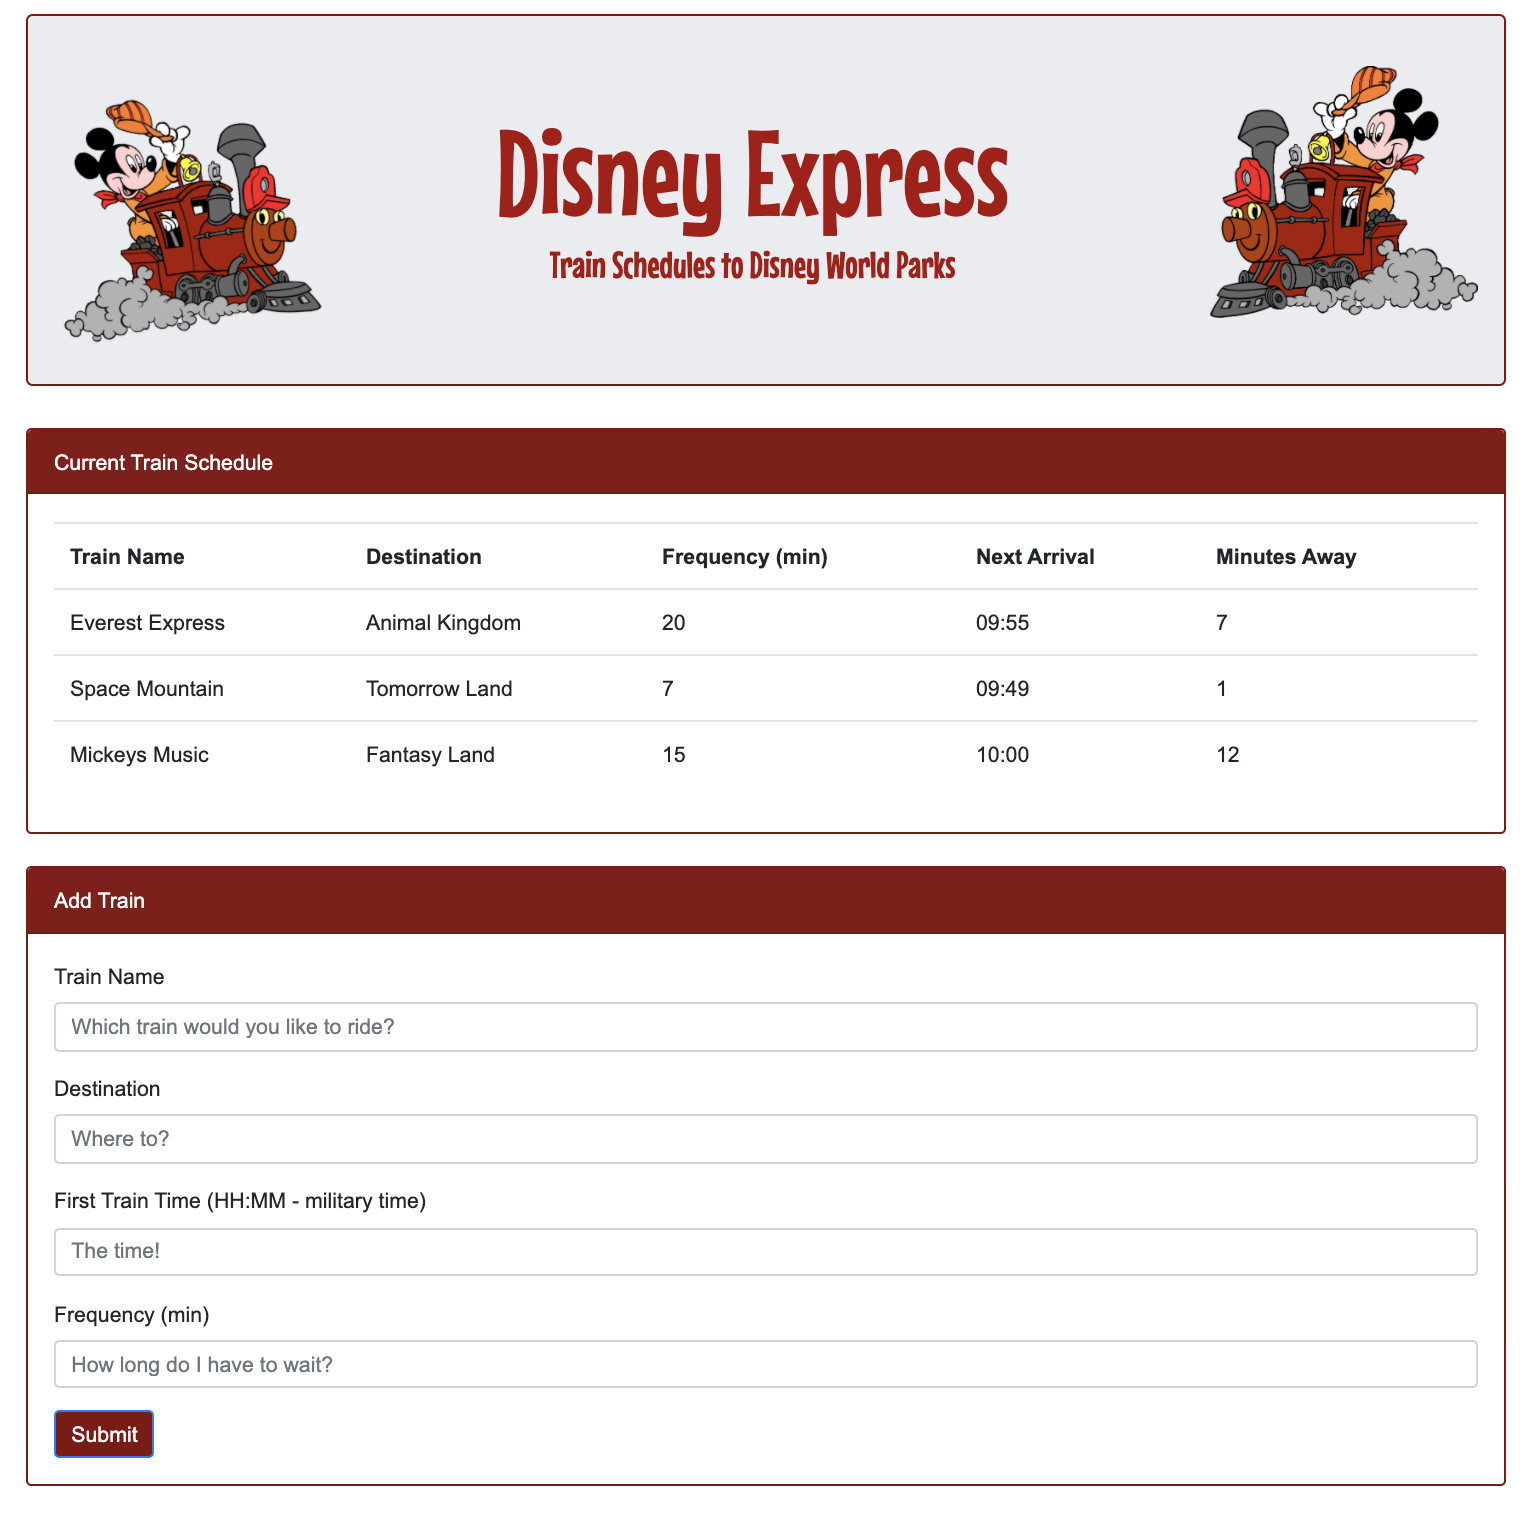 Disney Express
Train Schedules to Disney World Parks
Current Train Schedule
Train Name Destination Frequency (min) Next Arrival Minutes Away
Everest Express Animal Kingdom 20 09:55 7
Space Mountain Tomorrow Land 7 09:49 1
Mickeys Music Fantasy Land 15 10:00 12
Add Train
Train Name
Which train would you like to ride?
Destination
Where to?
First Train Time (HH:MM - military time)
The time!
Frequency (min)
How long do I have to wait?
Submit